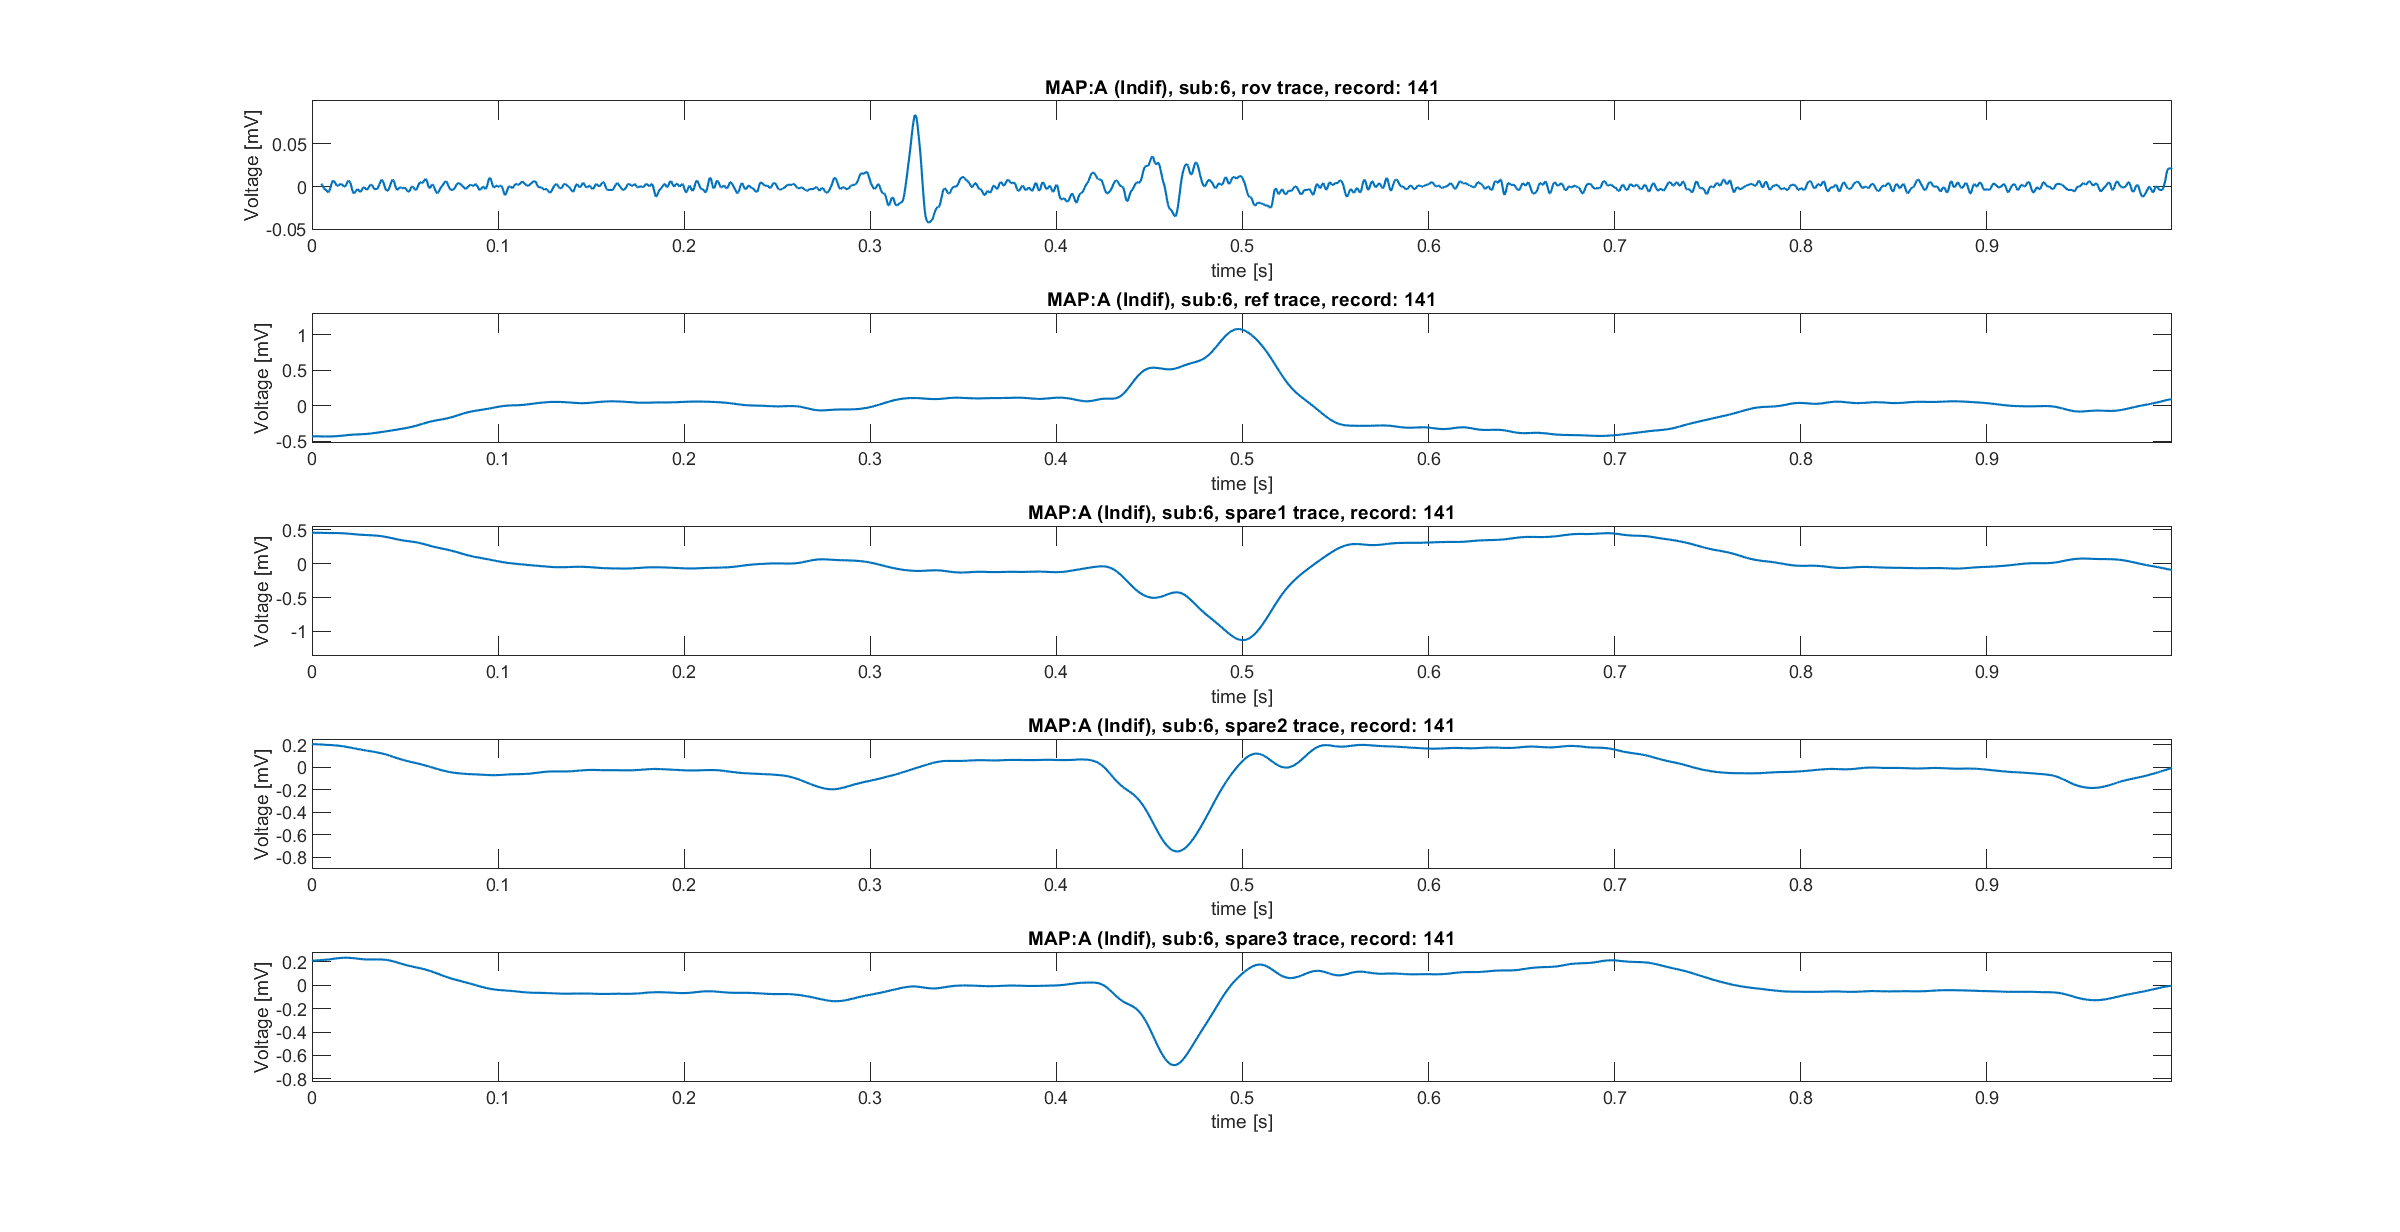 MAP:A (Indif), sub:6, rov trace, record: 141
Voltage [mV]
0.05
0
-0.05
0 0.1 0.2 0.3 0.4 0.5 0.6 0.7 0.8 0.9
time [s]
MAP:A (Indif), sub:6, ref trace, record: 141
Voltage [mV]
1
0.5
0
-0.5
0 0.1 0.2 0.3 0.4 0.5 0.6 0.7 0.8 0.9
time [s]
MAP:A (Indif), sub:6, spare1 trace, record: 141
Voltage [mV]
0.5
0
-0.5
-1
0 0.1 0.2 0.3 0.4 0.5 0.6 0.7 0.8 0.9
time [s]
MAP:A (Indif), sub:6, spare2 trace, record: 141
Voltage [mV]
0.2
0
-0.2
-0.4
-0.6
-0.8
0 0.1 0.2 0.3 0.4 0.5 0.6 0.7 0.8 0.9
time [s]
MAP:A (Indif), sub:6, spare3 trace, record: 141
Voltage [mV]
0.2
0
-0.2
-0.4
-0.6
-0.8
0 0.1 0.2 0.3 0.4 0.5 0.6 0.7 0.8 0.9
time [s]